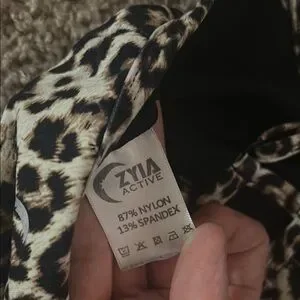 ZYIA
ACTIVE
87% NYLON
13% SPANDEX